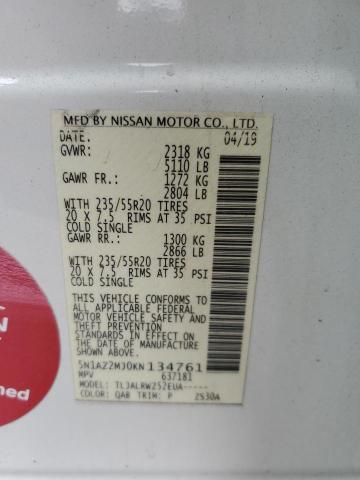 MFD BY NISSAN MOTOR CO., LTD.
DATE: 04/19
GVWR: 2318 KG
5110 LB
GAWR FR.: 1272 KG
2804 LB
WITH 235/55R20 TIRES
20 X 7.5 RIMS AT 35 PSI
COLD SINGLE
GAWR RR.: 1300 KG
2866 LB
WITH 235/55R20 TIRES
20 X 7.5 RIMS AT 35 PSI
COLD SINGLE
THIS VEHICLE CONFORMS TO
ALL APPLICABLE FEDERAL
MOTOR VEHICLE SAFETY, BUMPER
AND THEFT PREVENTION
STANDARDS IN EFFECT ON THE
DATE OF MANUFACTURE
SHOWN ABOVE.
5N1AZ2MJ0KN134761
MPV 637181
MODEL: TLJALRWZ52EUA-----
COLOR: QAB TRIM: P 2S30A
N
ned